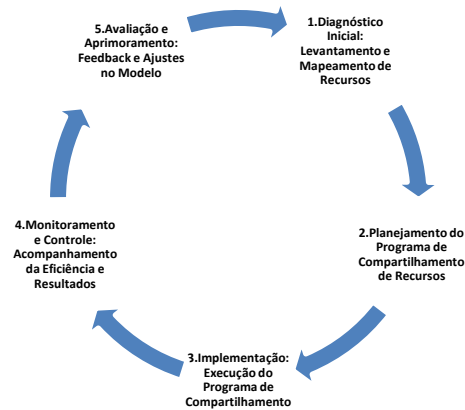 1.Diagnóstico
Inicial:
Levantamento e
Mapeamento de
Recursos
2.Planejamento do
Programa de
Compartilhamento
de Recursos
3.Implementação:
Execução do
Programa de
Compartilhamento
4.Monitoramento
e Controle:
Acompanhamento
da Eficiência e
Resultados
5.Avaliação e
Aprimoramento:
Feedback e Ajustes
no Modelo